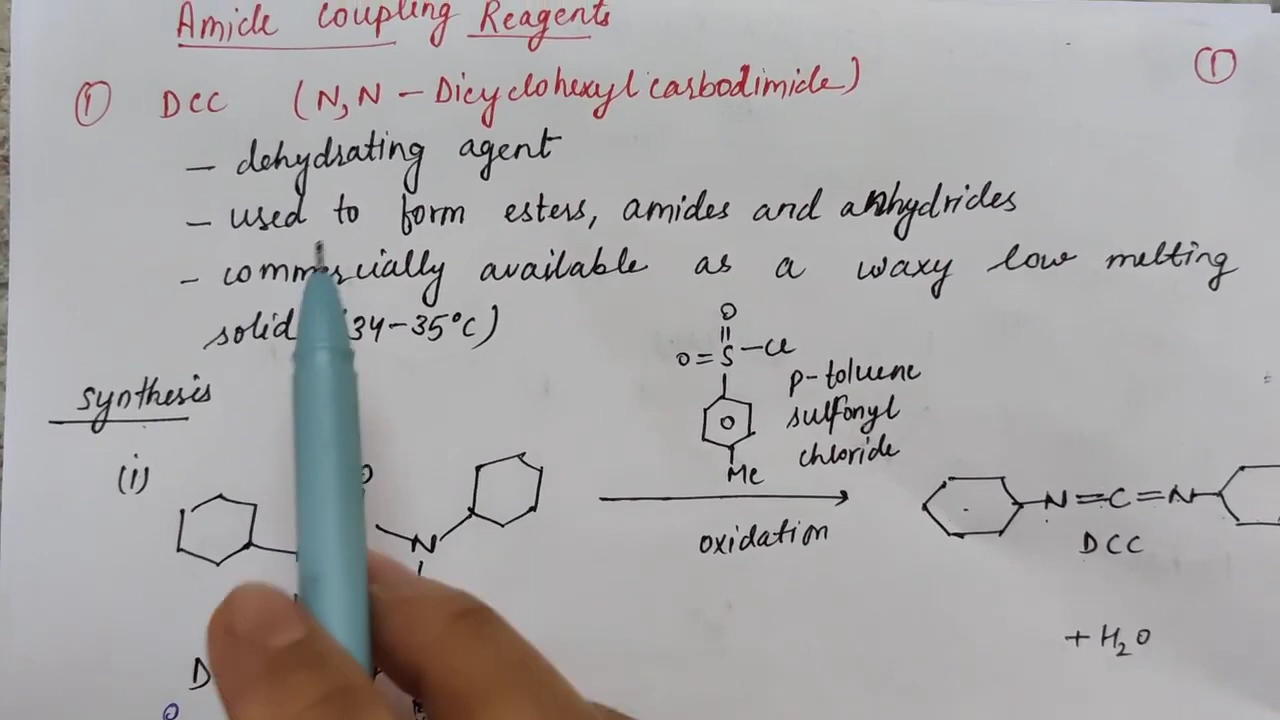 Amide Coupling Reagents
① DCC (N,N - Dicyclohexyl carbodimide) ①
- dehydrating agent
- used to form esters, amides and anhydrides
- commercially available as a waxy low melting
solid (34-35°C)
Synthesis
(i)
O
O=S-Cl
p-toluene
sulfonyl
chloride
Me
N
oxidation
N=C=N
DCC
+ H₂O
D